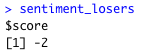 > sentiment_losers
$score
[1] -2